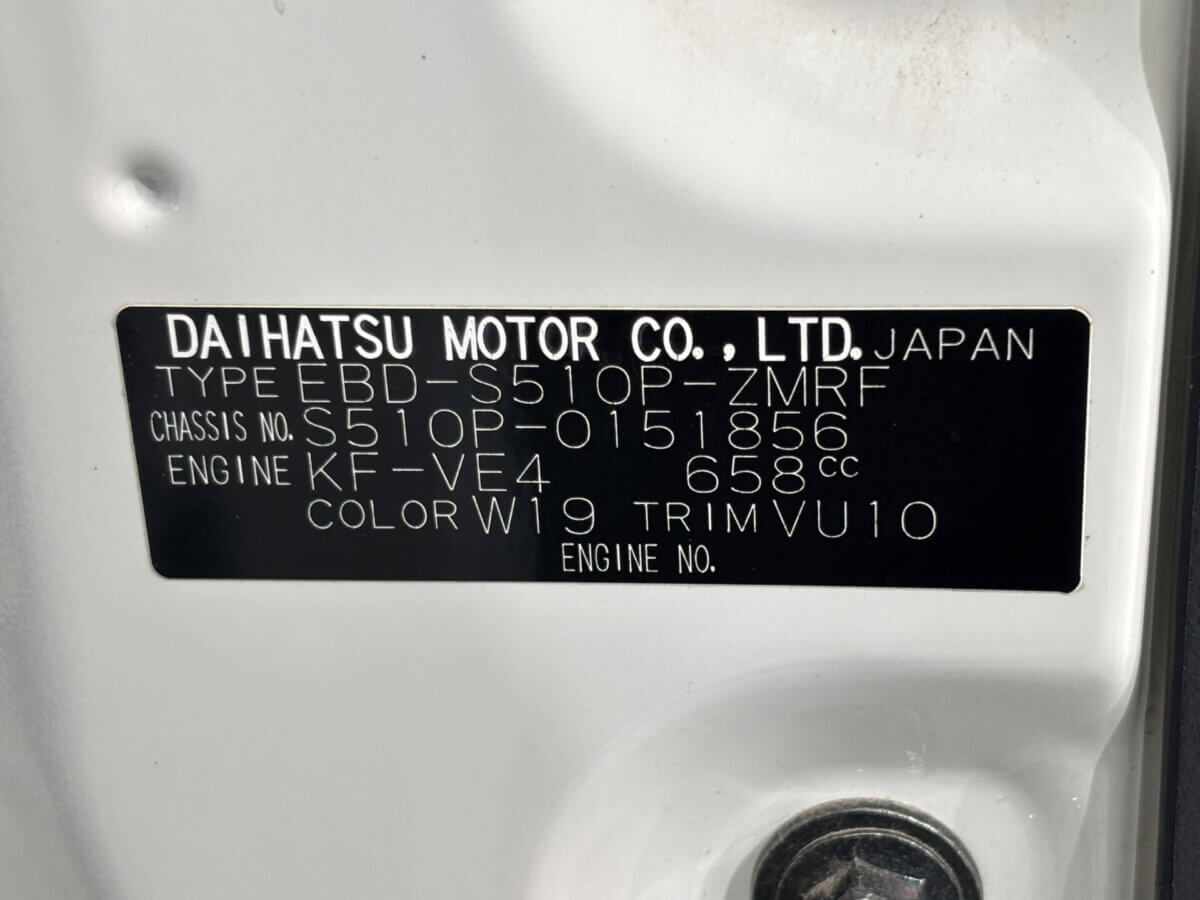 DAIHATSU MOTOR CO., LTD. JAPAN
TYPE EBD-S510P-ZMRF
CHASSIS NO. S510P-0151856
ENGINE KF-VE4 658cc
COLOR W19 TRIM VU10
ENGINE NO.